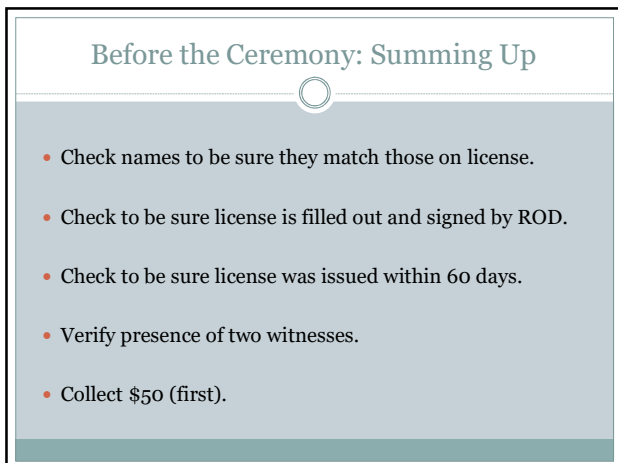 Before the Ceremony: Summing Up
• Check names to be sure they match those on license.
• Check to be sure license is filled out and signed by ROD.
• Check to be sure license was issued within 60 days.
• Verify presence of two witnesses.
• Collect $50 (first).